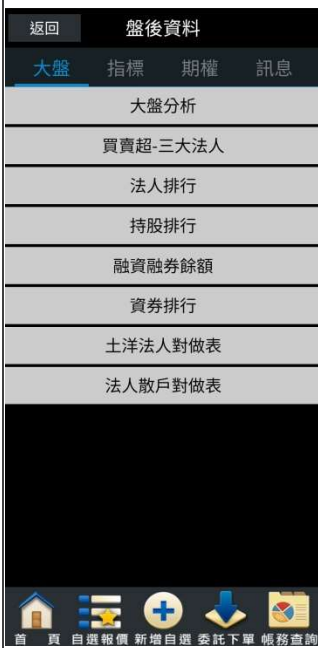 返回 盤後資料
大盤 指標 期權 訊息
大盤分析
買賣超-三大法人
法人排行
持股排行
融資融券餘額
資券排行
土洋法人對做表
法人散戶對做表
首 頁 自選報價 新增自選 委託下單 帳務查詢